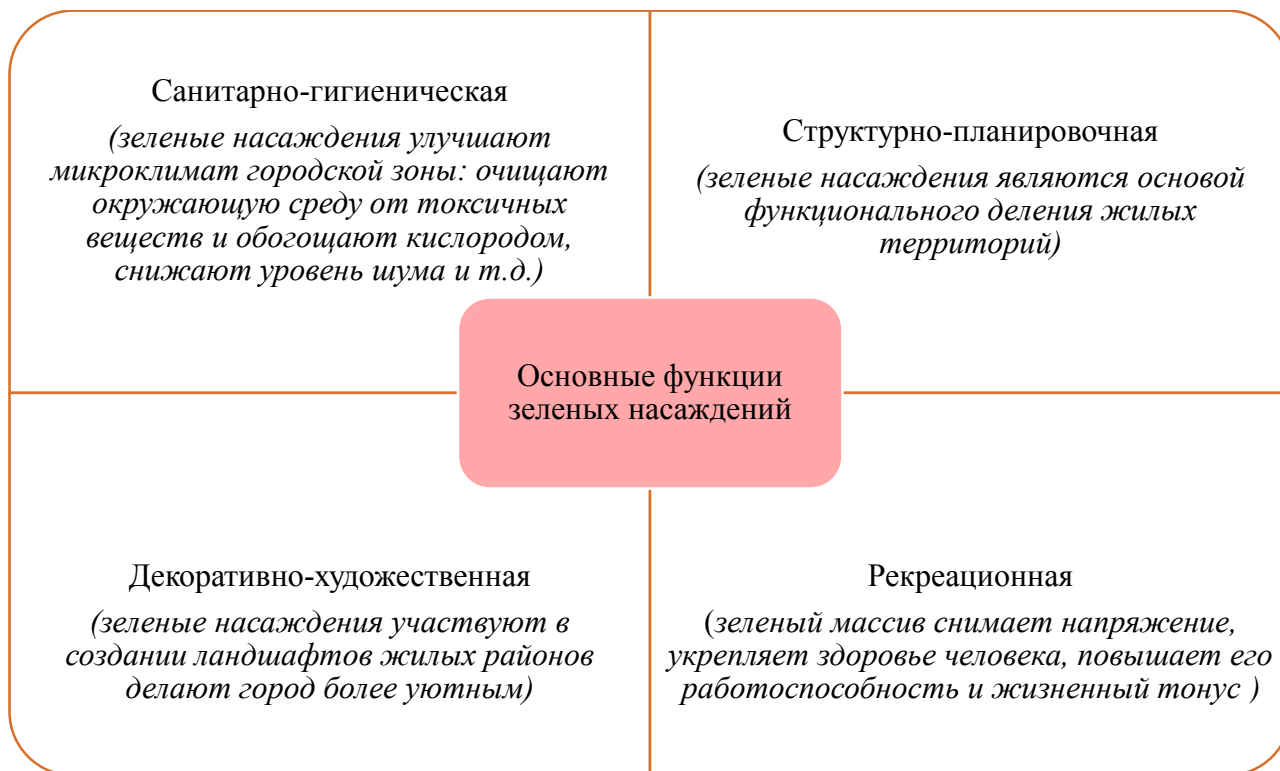 Санитарно-гигиеническая
(зеленые насаждения улучшают
микроклимат городской зоны: очищают
окружающую среду от токсичных
веществ и обогощают кислородом,
снижают уровень шума и т.д.)
Структурно-планировочная
(зеленые насаждения являются основой
функционального деления жилых
территорий)
Основные функции
зеленых насаждений
Декоративно-художественная
(зеленые насаждения участвуют в
создании ландшафтов жилых районов
делают город более уютным)
Рекреационная
(зеленый массив снимает напряжение,
укрепляет здоровье человека, повышает его
работоспособность и жизненный тонус )